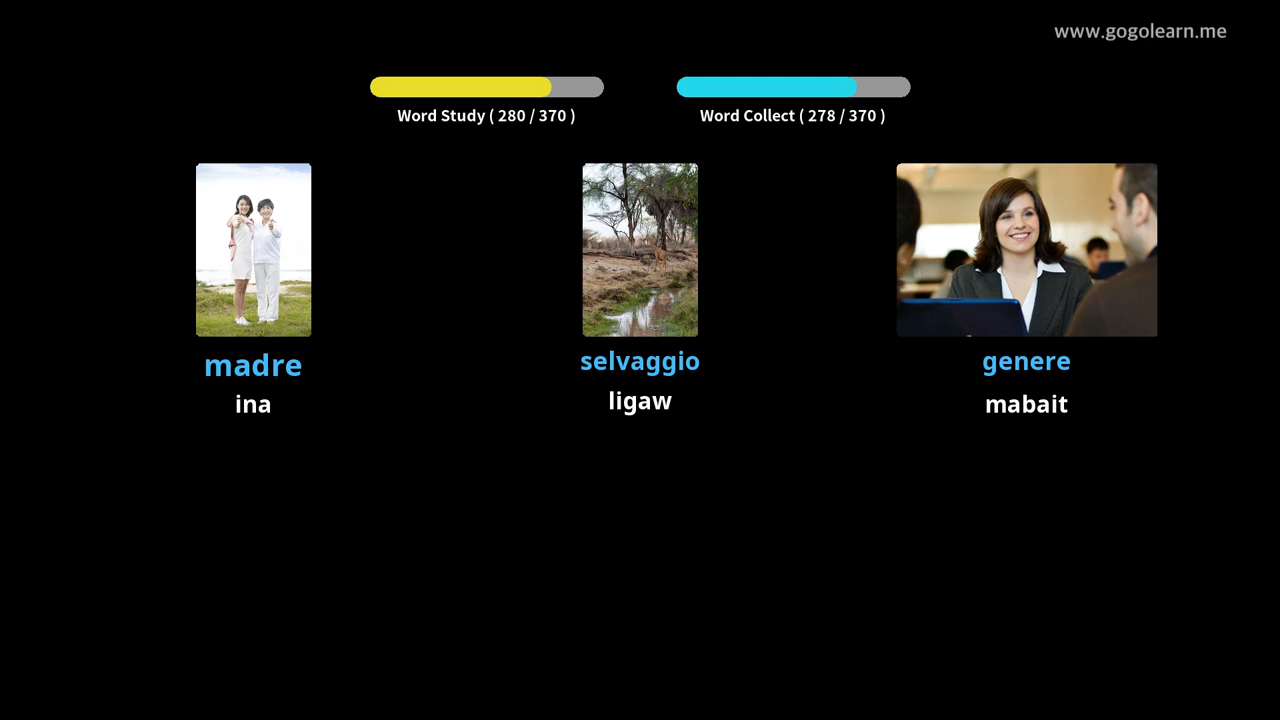 www.gogolearn.me
Word Study ( 280 / 370 )
Word Collect ( 278 / 370 )
madre
selvaggio
genere
ina
ligaw
mabait